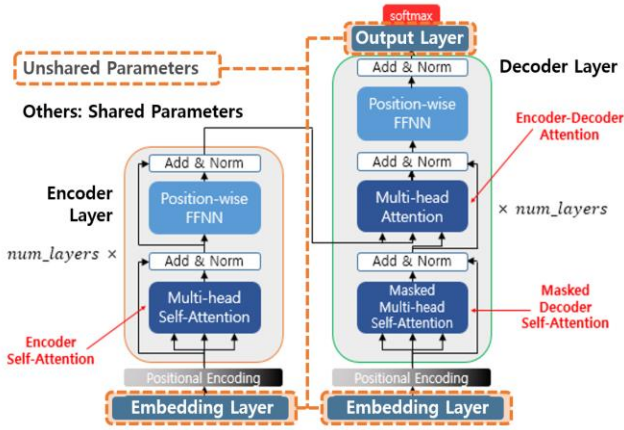 softmax
Output Layer
Unshared Parameters
Add & Norm
Decoder Layer
Others: Shared Parameters
Position-wise
FFNN
Encoder-Decoder
Attention
Add & Norm
Add & Norm
Encoder
Layer
Position-wise
FFNN
Multi-head
Attention
× num_layers
num_layers ×
Add & Norm
Add & Norm
Multi-head
Self-Attention
Masked
Multi-head
Self-Attention
Masked
Decoder
Self-Attention
Encoder
Self-Attention
Positional Encoding
Positional Encoding
Embedding Layer
Embedding Layer